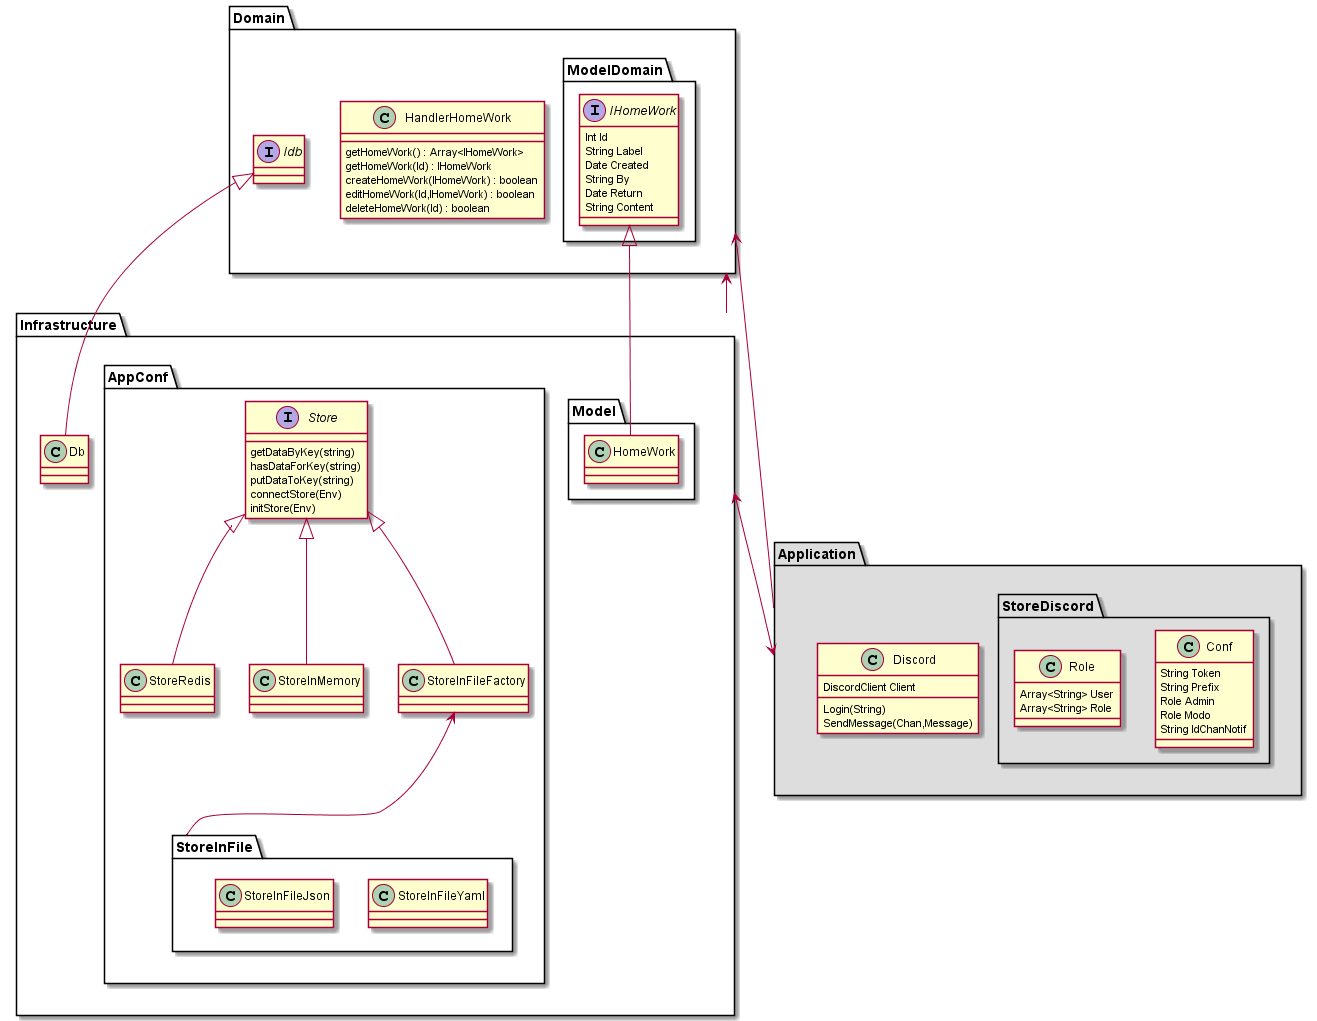 Domain
ModelDomain
I IHomeWork
Int Id
String Label
Date Created
String By
Date Return
String Content
C HandlerHomeWork
getHomeWork() : Array<IHomeWork>
getHomeWork(Id) : IHomeWork
createHomeWork(IHomeWork) : boolean
editHomeWork(Id,IHomeWork) : boolean
deleteHomeWork(Id) : boolean
I Idb
Infrastructure
AppConf
I Store
getDataByKey(string)
hasDataForKey(string)
putDataToKey(string)
connectStore(Env)
initStore(Env)
Model
C HomeWork
C Db
C StoreRedis
C StoreInMemory
C StoreInFileFactory
StoreInFile
C StoreInFileJson
C StoreInFileYaml
Application
StoreDiscord
C Discord
DiscordClient Client
Login(String)
SendMessage(Chan,Message)
C Role
Array<String> User
Array<String> Role
C Conf
String Token
String Prefix
Role Admin
Role Modo
String IdChanNotif